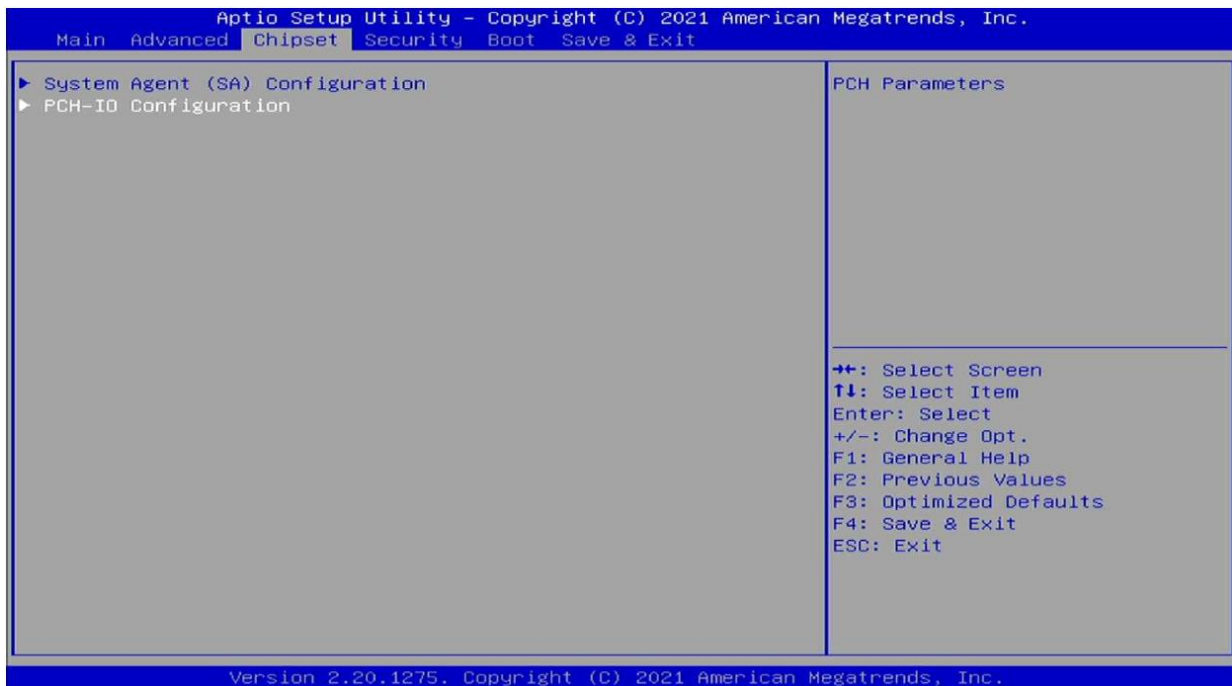 Aptio Setup Utility – Copyright (C) 2021 American Megatrends, Inc.
Main Advanced Chipset Security Boot Save & Exit
► System Agent (SA) Configuration
► PCH-IO Configuration
PCH Parameters
→←: Select Screen
↑↓: Select Item
Enter: Select
+/-: Change Opt.
F1: General Help
F2: Previous Values
F3: Optimized Defaults
F4: Save & Exit
ESC: Exit
Version 2.20.1275. Copyright (C) 2021 American Megatrends, Inc.